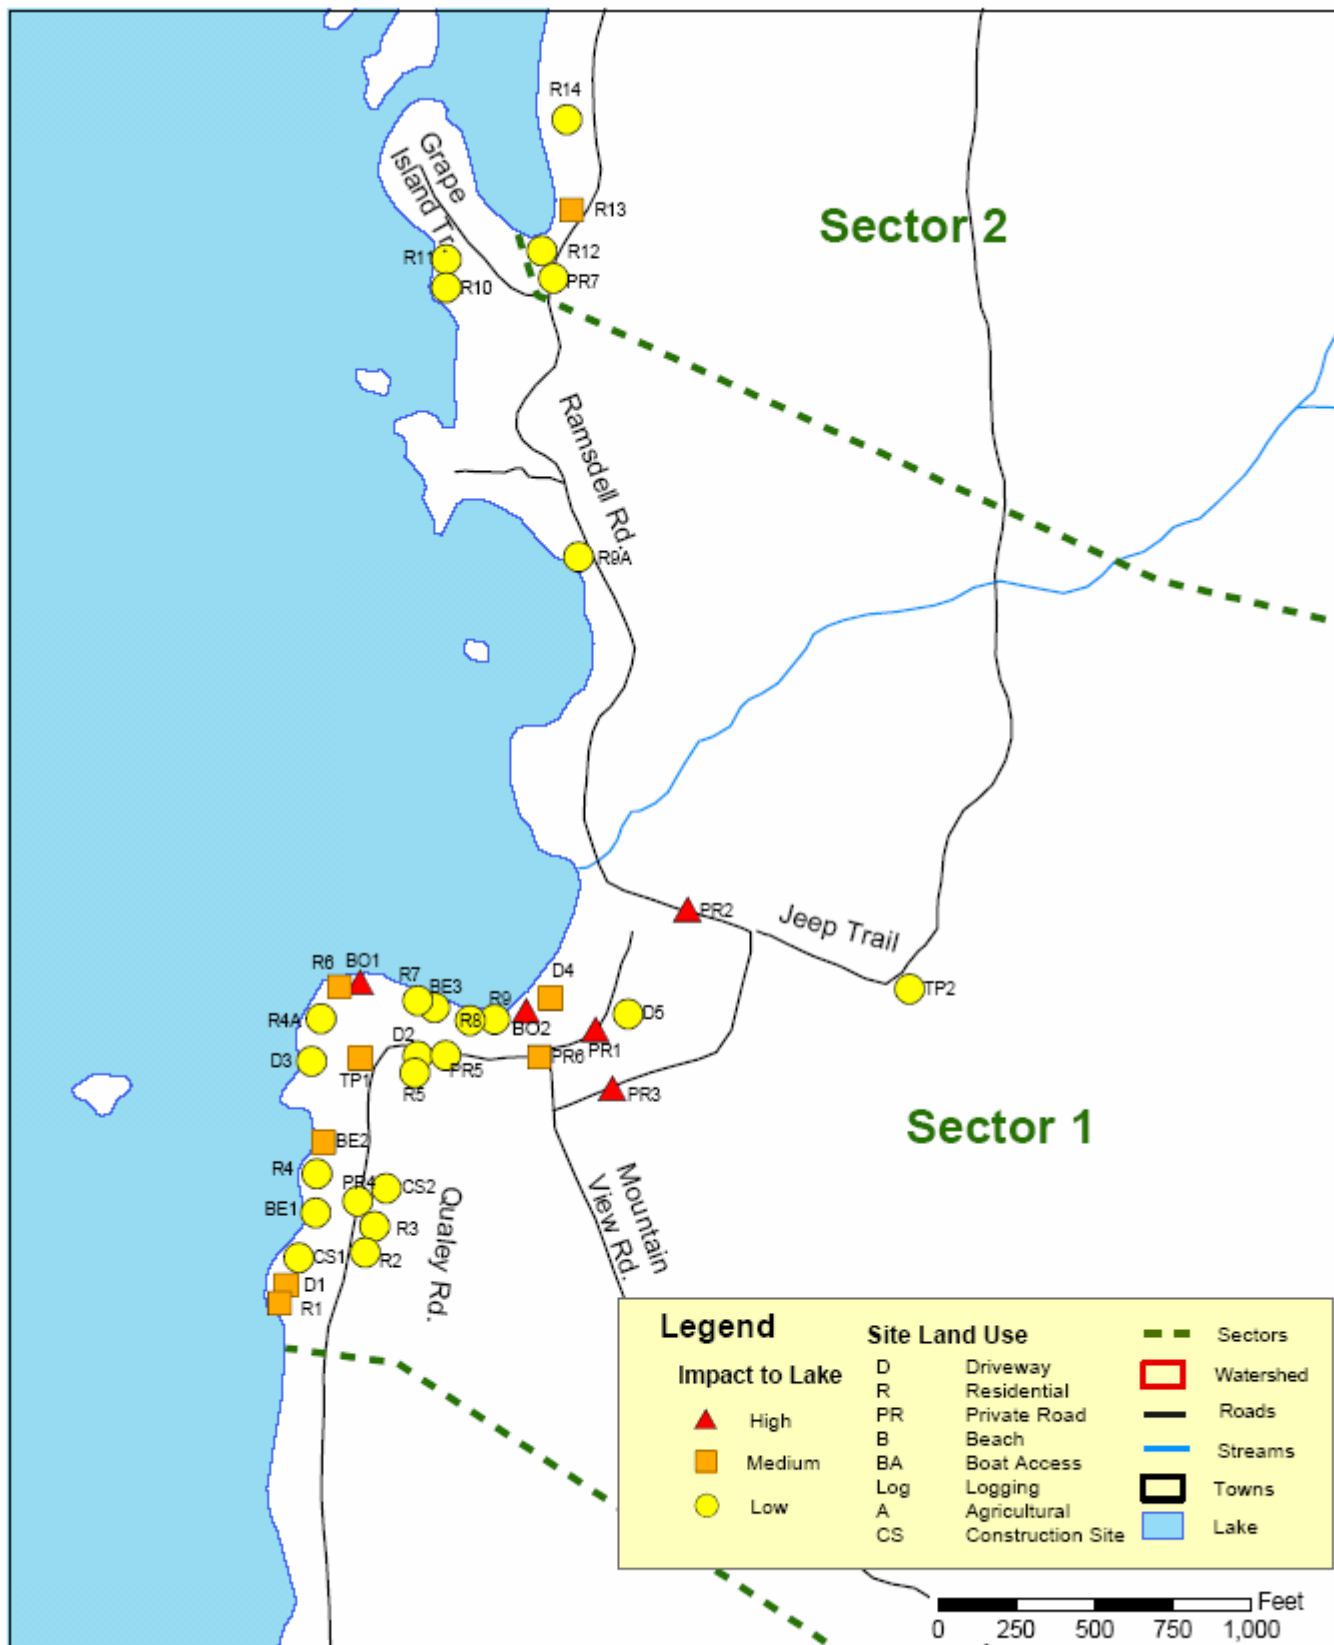 R14
Grape
Island Tr.
R13
Sector 2
R12
R11
PR7
R10
Ramsdell Rd.
R9A
PR2
Jeep Trail
R6
BO1
R7
BE3
D4
TP2
R4A
R8
R9
BO2
D5
D2
PR1
D3
TP1
PR5
PR6
R5
PR3
Sector 1
BE2
R4
PR4
CS2
Mountain
View Rd.
BE1
R3
Qualey Rd.
CS1
R2
D1
R1
Legend
Impact to Lake
High
Medium
Low
Site Land Use
D Driveway
R Residential
PR Private Road
B Beach
BA Boat Access
Log Logging
A Agricultural
CS Construction Site
Sectors
Watershed
Roads
Streams
Towns
Lake
Feet
0 250 500 750 1,000